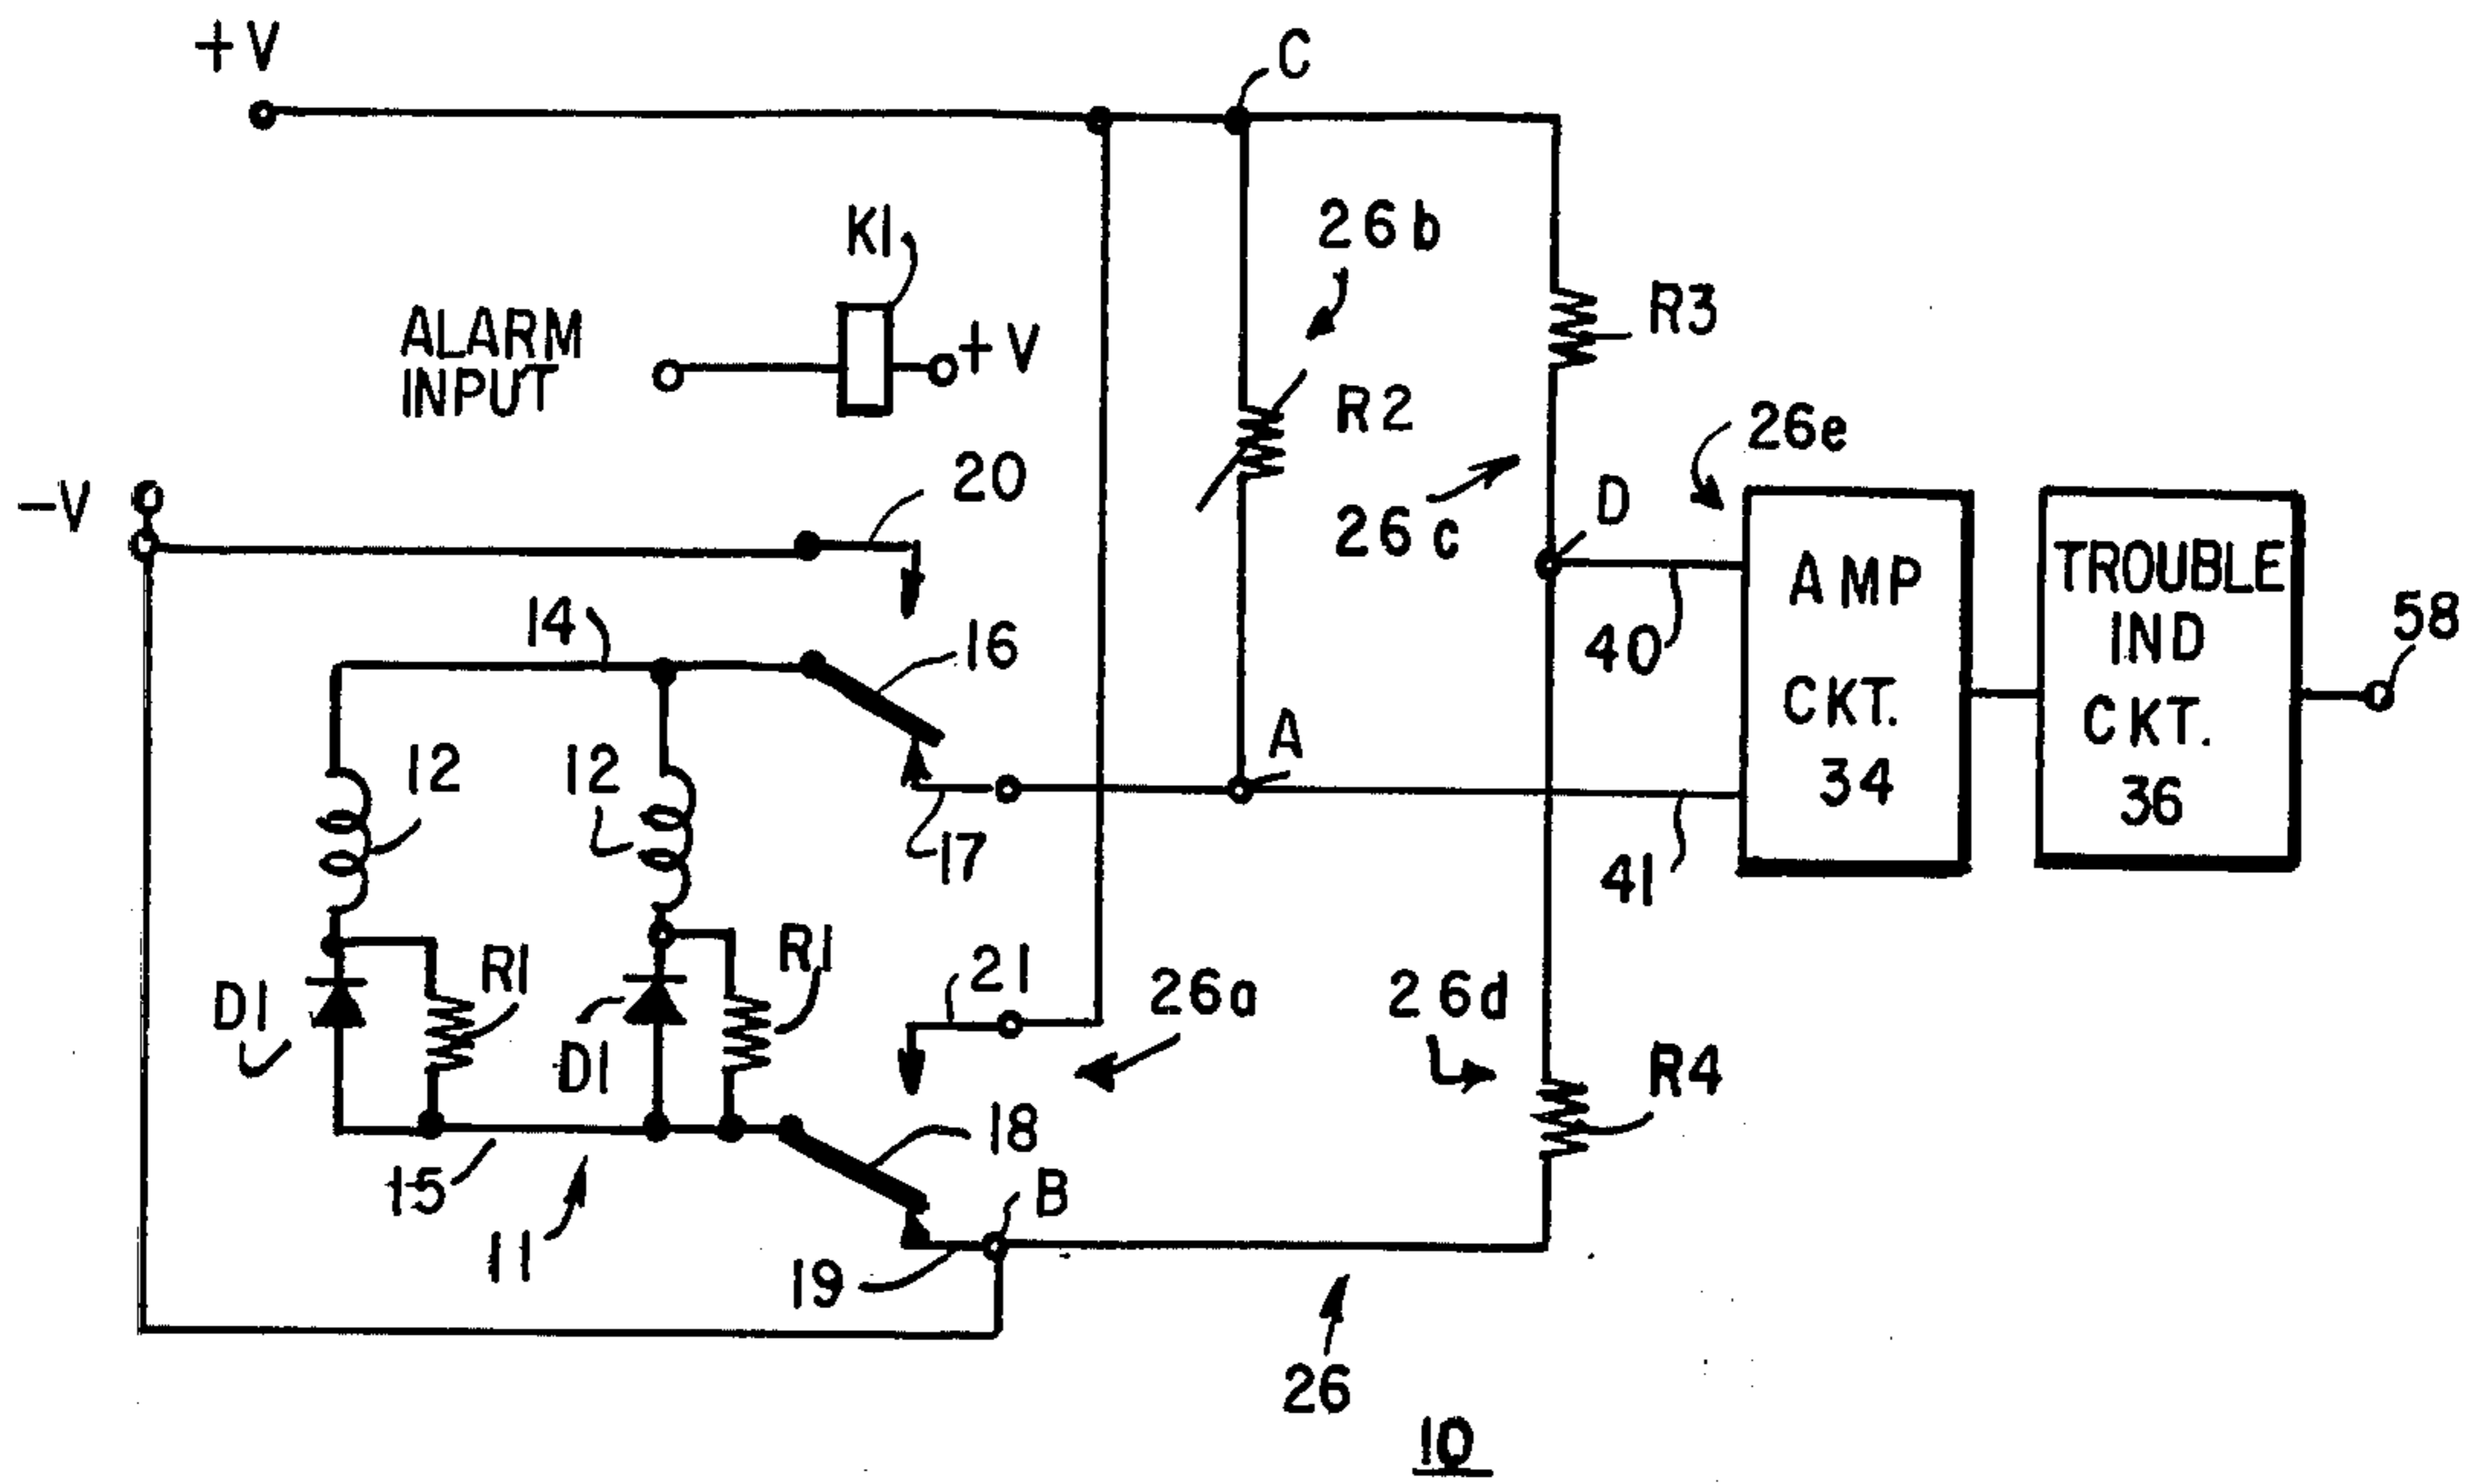 +V
C
K1
26b
ALARM
INPUT
+V
R3
R2
26e
20
-V
26c
D
AMP
CKT.
34
TROUBLE
IND
CKT.
36
58
14
16
40
A
12
12
17
41
R1
R1
21
26a
26d
D1
D1
R4
18
15
B
11
19
26
10